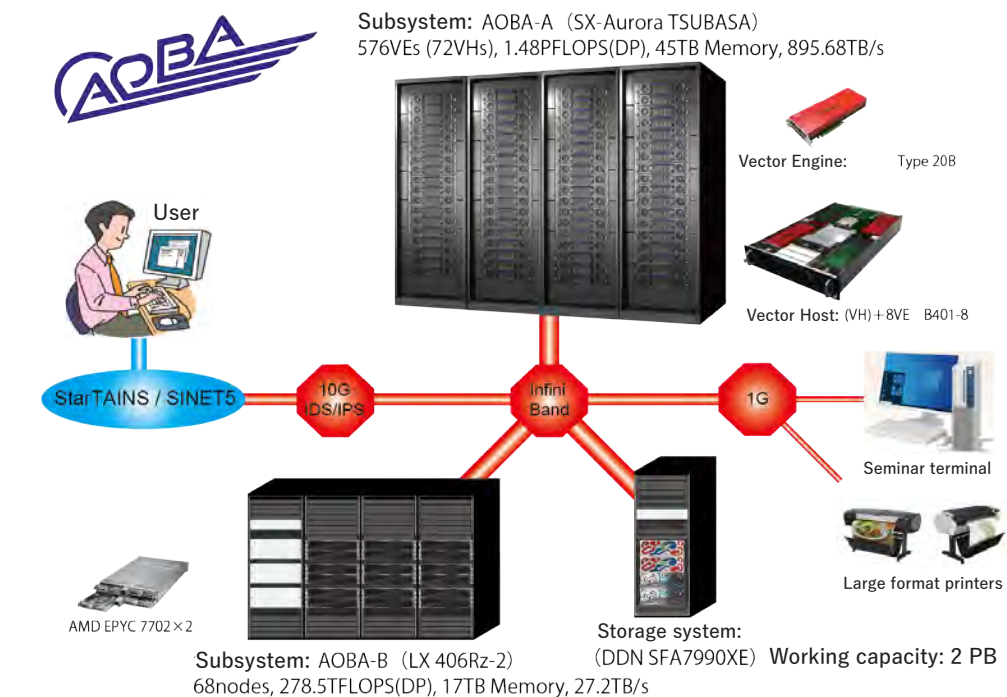 AOBA
Subsystem: AOBA-A（SX-Aurora TSUBASA）
576VEs (72VHs), 1.48PFLOPS(DP), 45TB Memory, 895.68TB/s
Vector Engine: Type 20B
User
Vector Host: (VH)+8VE B401-8
StarTAINS / SINET5
10G
IDS/IPS
Infini
Band
1G
Seminar terminal
Large format printers
AMD EPYC 7702×2
Storage system:
(DDN SFA7990XE) Working capacity: 2 PB
Subsystem: AOBA-B（LX 406Rz-2）
68nodes, 278.5TFLOPS(DP), 17TB Memory, 27.2TB/s